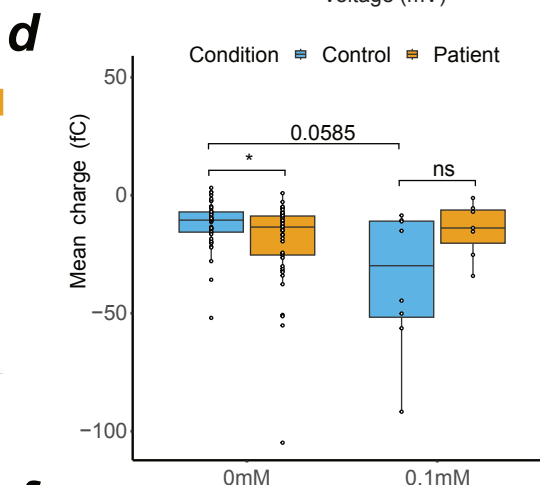 d
Condition Control Patient
50
0.0585
*
ns
0
Mean charge (fC)
−50
−100
0mM 0.1mM